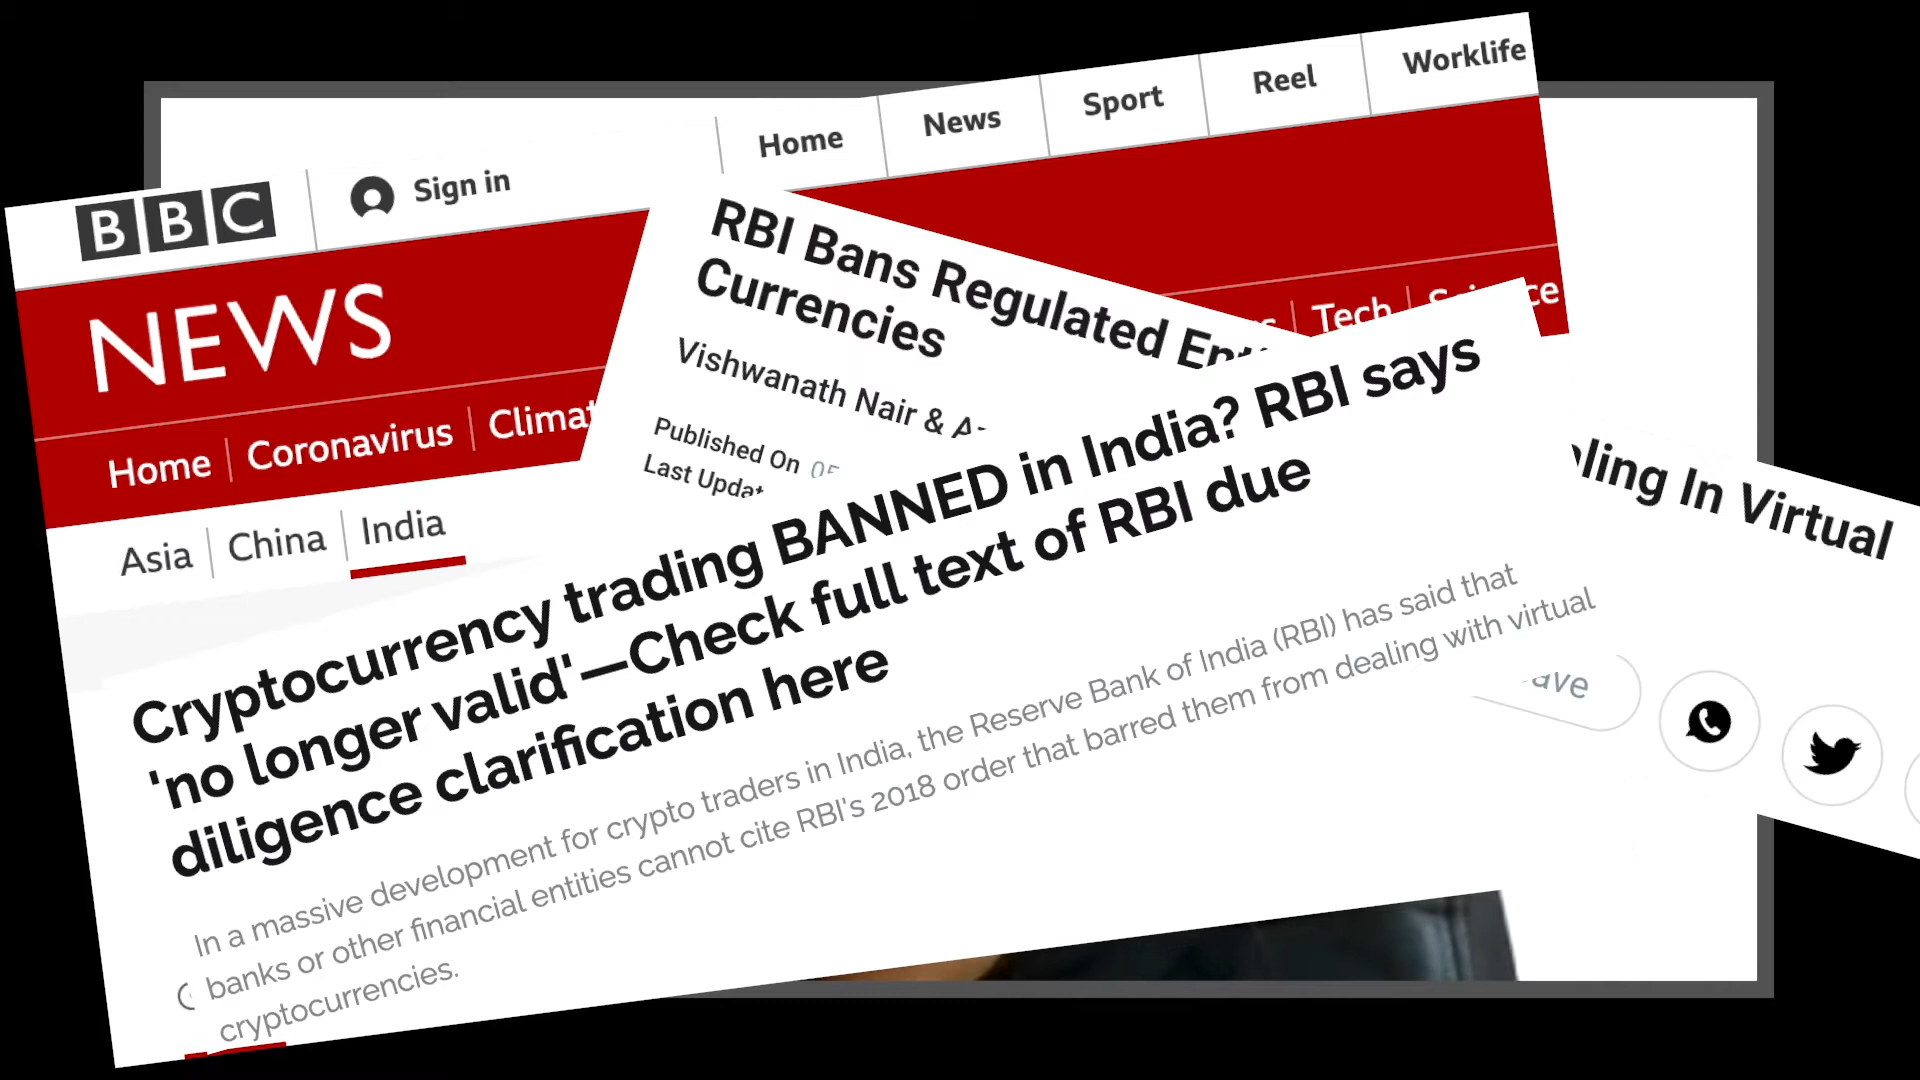 BBC
Sign in
Home
News
Sport
Reel
Worklife
NEWS
Home
Coronavirus
Tech
Asia
China
India
RBI Bans Regulated
Currencies
Vishwanath Nair &
Published On
In Virtual
Cryptocurrency trading BANNED in India? RBI says
'no longer valid'—Check full text of RBI due
diligence clarification here
In a massive development for crypto traders in India, the Reserve Bank of India (RBI) has said that
banks or other financial entities cannot cite RBI's 2018 order that barred them from dealing with virtual
cryptocurrencies.